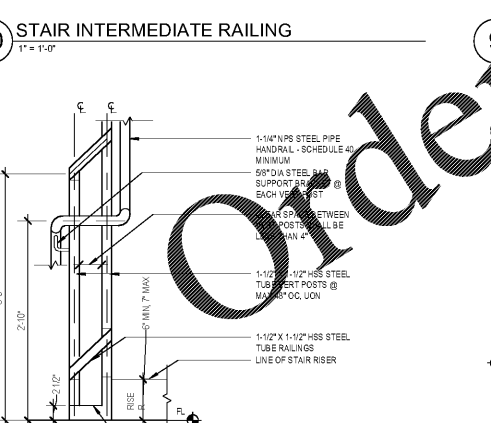 STAIR INTERMEDIATE RAILING
1" = 1'-0"
℄ ℄
1-1/4" NPS STEEL PIPE
HANDRAIL - SCHEDULE 40
MINIMUM
5/8" DIA STEEL BAR
SUPPORT BRACKET @
EACH VERT POST
CLEAR SPACE BETWEEN
POSTS SHALL BE
LESS THAN 4"
1-1/2" X 1-1/2" HSS STEEL
TUBE VERT POSTS @
MAX 48" OC, UON
1-1/2" X 1-1/2" HSS STEEL
TUBE RAILINGS
LINE OF STAIR RISER
2'-10"
6" MIN, 7" MAX
2 1/2"
RISE
FL
Order